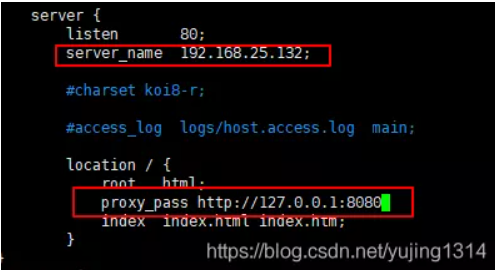 server {
listen 80;
server_name 192.168.25.132;
#charset koi8-r;
#access_log logs/host.access.log main;
location / {
root html;
proxy_pass http://127.0.0.1:8080
index index.html index.htm;
}
https://blog.csdn.net/yujing1314